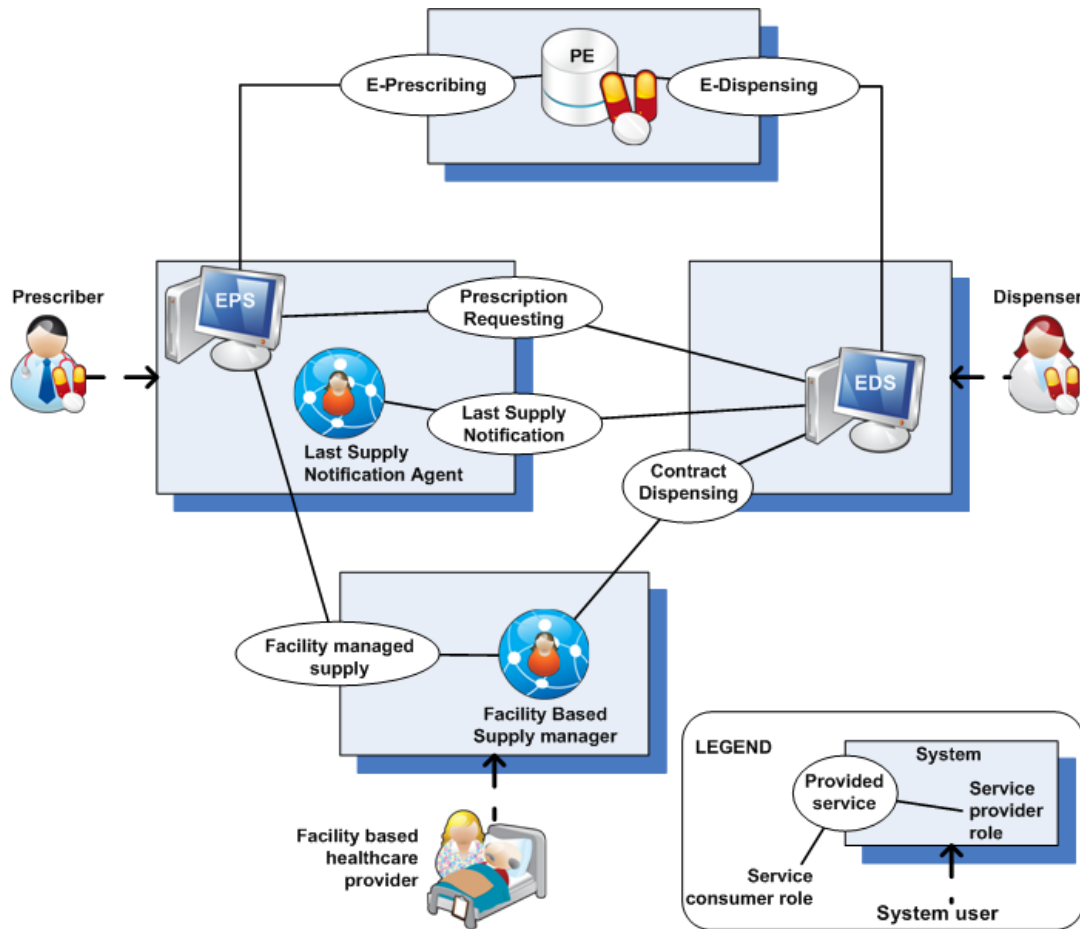 PE
E-Prescribing
E-Dispensing
Prescriber
EPS
Prescription
Requesting
Dispenser
EDS
Last Supply
Notification
Last Supply
Notification Agent
Contract
Dispensing
Facility managed
supply
Facility Based
Supply manager
Facility based
healthcare
provider
LEGEND
System
Provided
service
Service
provider
role
Service
consumer role
System user